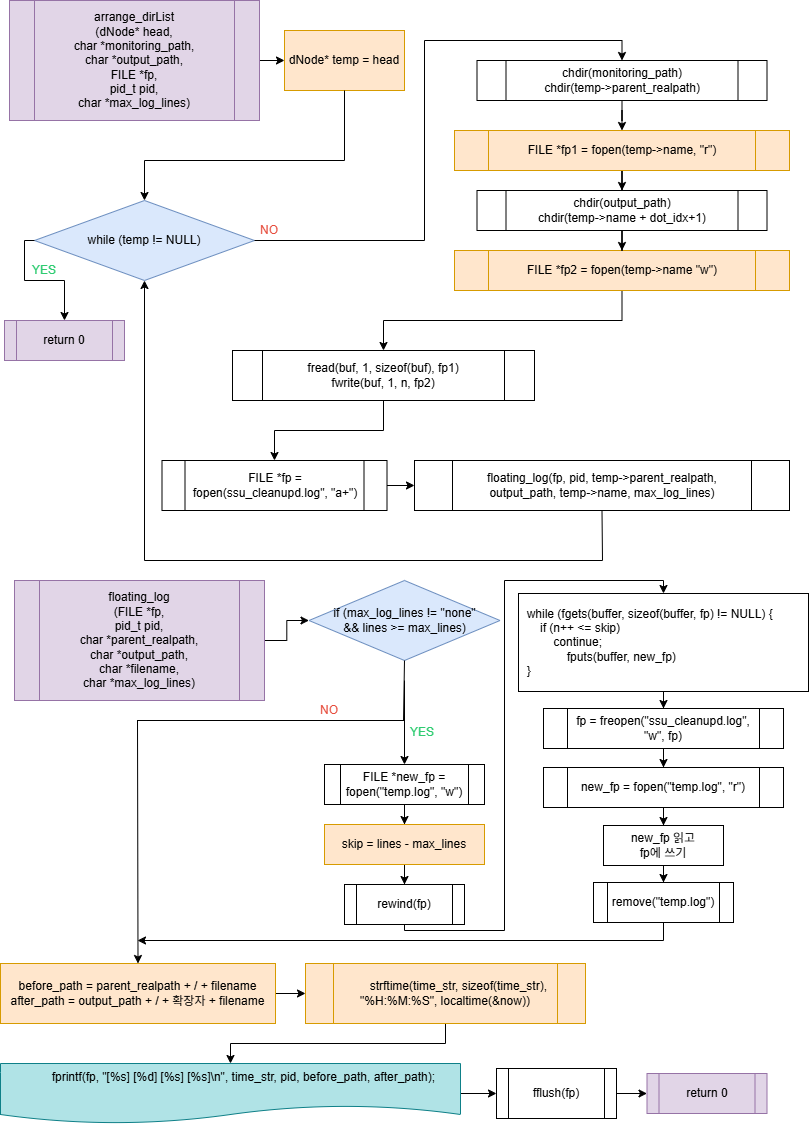 arrange_dirList
(dNode* head,
char *monitoring_path,
char *output_path,
FILE *fp,
pid_t pid,
char *max_log_lines)
dNode* temp = head
chdir(monitoring_path)
chdir(temp->parent_realpath)
FILE *fp1 = fopen(temp->name, "r")
chdir(output_path)
chdir(temp->name + dot_idx+1)
FILE *fp2 = fopen(temp->name "w")
while (temp != NULL)
NO
YES
return 0
fread(buf, 1, sizeof(buf), fp1)
fwrite(buf, 1, n, fp2)
FILE *fp =
fopen(ssu_cleanupd.log", "a+")
floating_log(fp, pid, temp->parent_realpath,
output_path, temp->name, max_log_lines)
floating_log
(FILE *fp,
pid_t pid,
char *parent_realpath,
char *output_path,
char *filename,
char *max_log_lines)
if (max_log_lines != "none"
&& lines >= max_lines)
NO
YES
FILE *new_fp =
fopen("temp.log", "w")
skip = lines - max_lines
rewind(fp)
while (fgets(buffer, sizeof(buffer, fp) != NULL) {
if (n++ <= skip)
continue;
fputs(buffer, new_fp)
}
fp = freopen("ssu_cleanupd.log",
"w", fp)
new_fp = fopen("temp.log", "r")
new_fp 읽고
fp에 쓰기
remove("temp.log")
before_path = parent_realpath + / + filename
after_path = output_path + / + 확장자 + filename
strftime(time_str, sizeof(time_str),
"%H:%M:%S", localtime(&now))
fprintf(fp, "[%s] [%d] [%s] [%s]\n", time_str, pid, before_path, after_path);
fflush(fp)
return 0